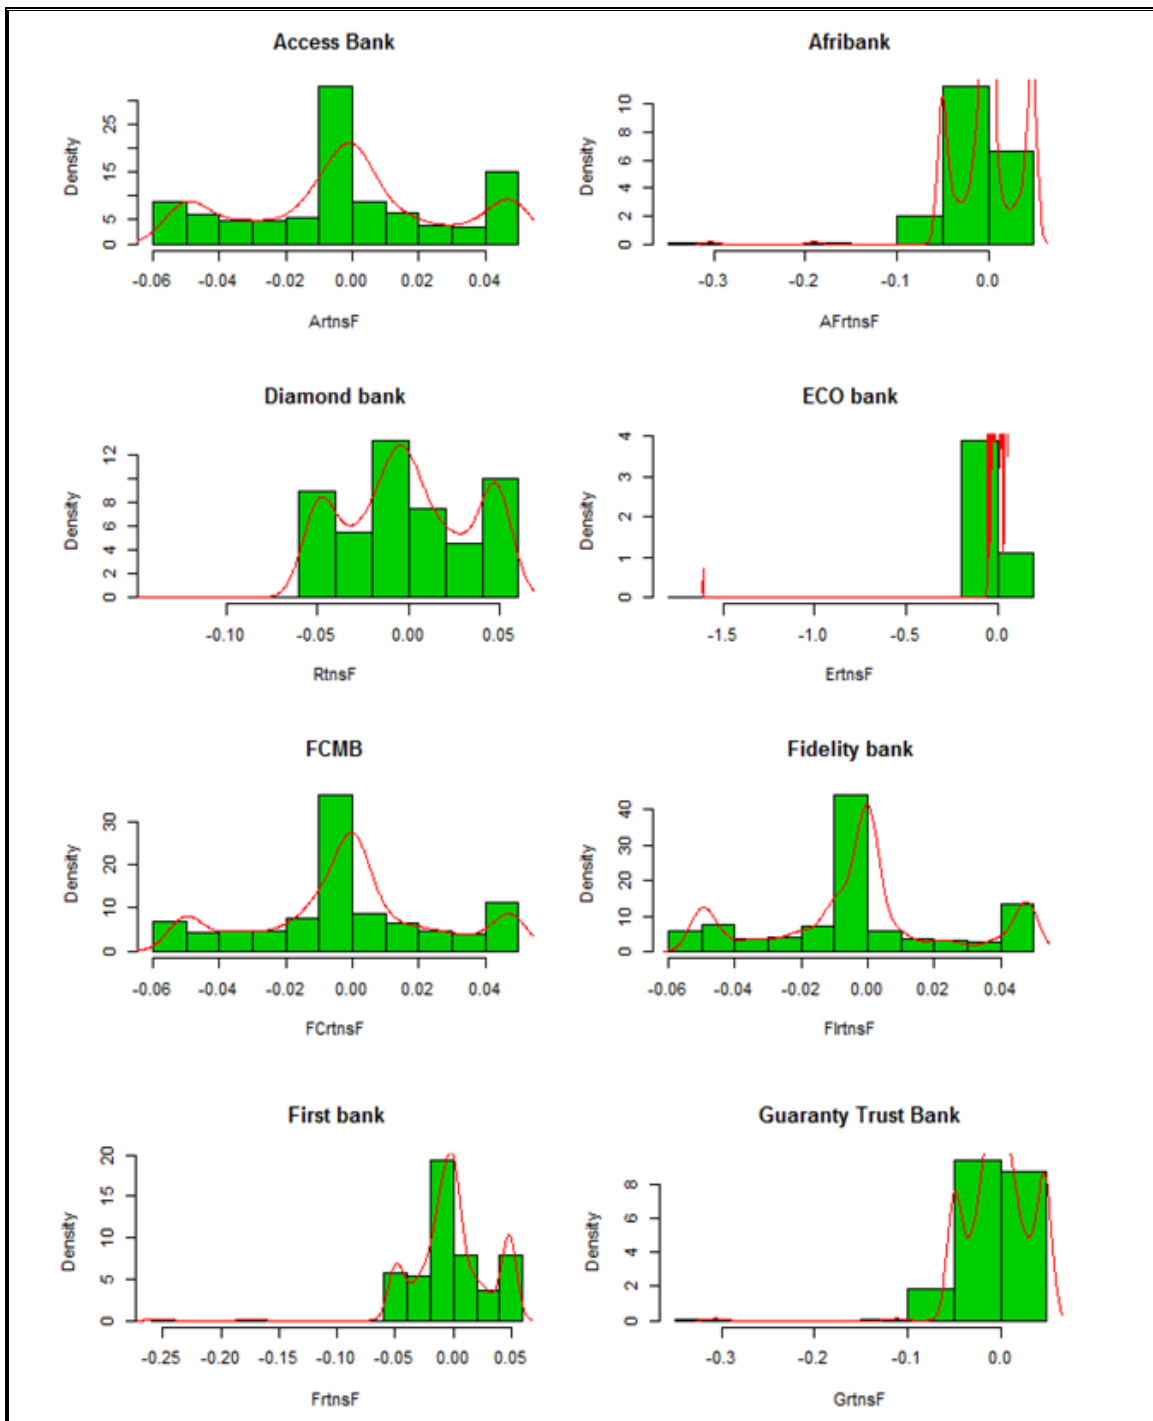 Access Bank
Density
0 5 15 25
-0.06 -0.04 -0.02 0.00 0.02 0.04
ArtnsF
Afribank
Density
0 2 4 6 8 10
-0.3 -0.2 -0.1 0.0
AFrtnsF
Diamond bank
Density
0 2 4 6 8 12
-0.10 -0.05 0.00 0.05
RtnsF
ECO bank
Density
0 1 2 3 4
-1.5 -1.0 -0.5 0.0
ErtnsF
FCMB
Density
0 10 20 30
-0.06 -0.04 -0.02 0.00 0.02 0.04
FCrtnsF
Fidelity bank
Density
0 10 20 30 40
-0.06 -0.04 -0.02 0.00 0.02 0.04
FIrtnsF
First bank
Density
0 5 10 15 20
-0.25 -0.20 -0.15 -0.10 -0.05 0.00 0.05
FrtnsF
Guaranty Trust Bank
Density
0 2 4 6 8
-0.3 -0.2 -0.1 0.0
GrtnsF